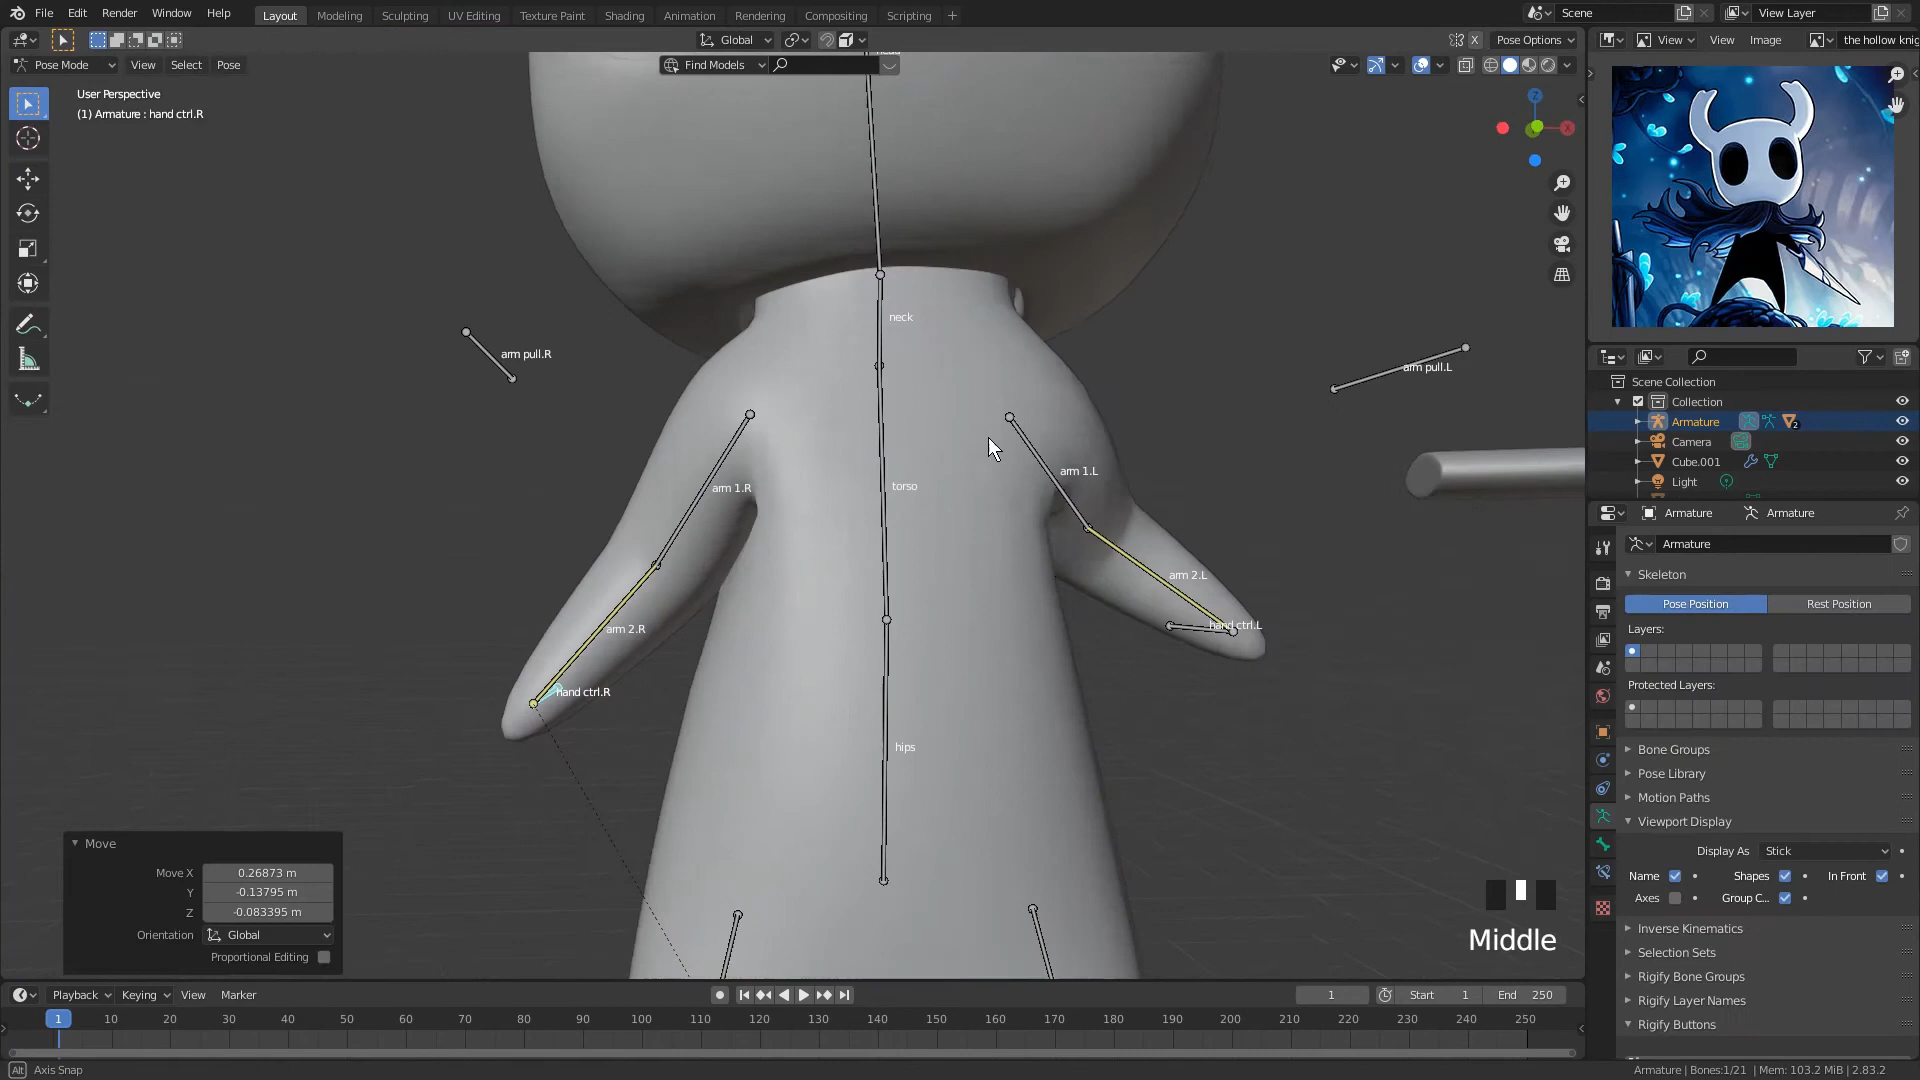 File Edit Render Window Help
Layout Modeling Sculpting UV Editing Texture Paint Shading Animation Rendering Compositing Scripting
Scene
View Layer
Global
Pose Options
View View Image the hollow knig
Pose Mode View Select Pose
Find Models
User Perspective
(1) Armature : hand ctrl.R
Z
neck
arm pull.R
arm pull.L
arm 1.R
arm 1.L
torso
arm 2.R
arm 2.L
hand ctrl.R
hand ctrl.L
hips
Move
Move X 0.26873 m
Y -0.13795 m
Z -0.083395 m
Orientation Global
Proportional Editing
Middle
Scene Collection
Collection
Armature 2
Camera
Cube.001
Light
Armature Armature
Armature
Skeleton
Pose Position Rest Position
Layers:
Protected Layers:
Bone Groups
Pose Library
Motion Paths
Viewport Display
Display As Stick
Name Shapes In Front
Axes Group C...
Inverse Kinematics
Selection Sets
Rigify Bone Groups
Rigify Layer Names
Rigify Buttons
Playback Keying View Marker
1 Start 1 End 250
1 10 20 30 40 50 60 70 80 90 100 110 120 130 140 150 160 170 180 190 200 210 220 230 240 250
Alt Axis Snap
Armature | Bones:1/21 | Mem: 103.2 MiB | 2.83.2